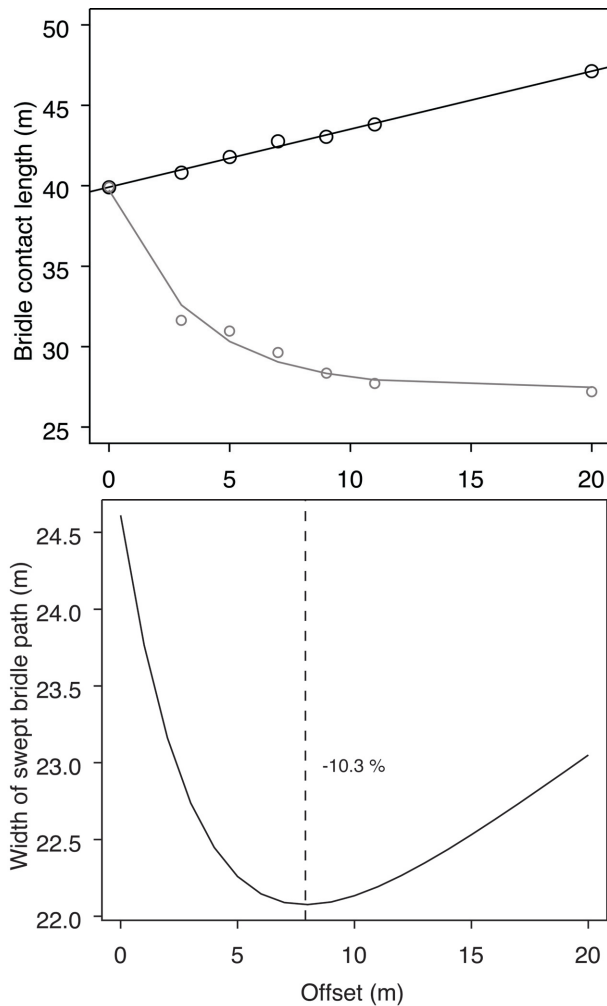 Bridle contact length (m)
50
45
40
35
30
25
0 5 10 15 20
Width of swept bridle path (m)
24.5
24.0
23.5
23.0
22.5
22.0
-10.3 %
0 5 10 15 20
Offset (m)